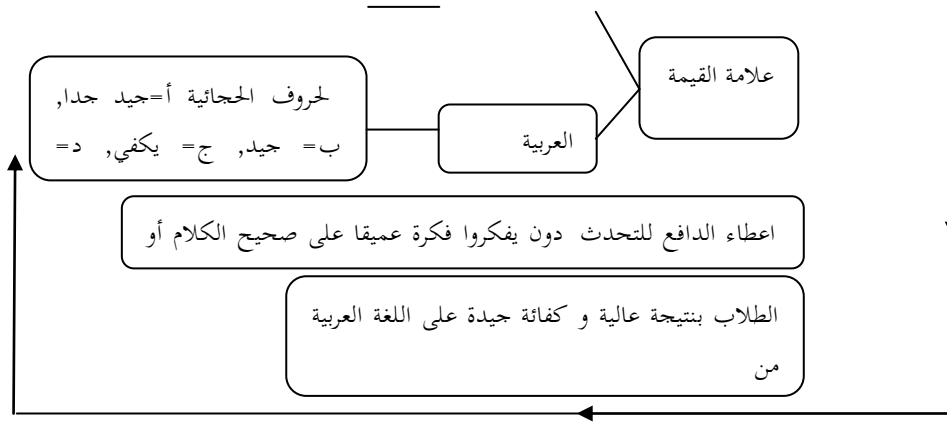 علامة القيمة
العربية
لحروف الحجائية أ=جيد جدا,
ب= جيد, ج= يكفي, د=
اعطاء الدافع للتحدث دون يفكروا فكرة عميقا على صحيح الكلام أو
الطلاب بنتيجة عالية و كفائة جيدة على اللغة العربية
من